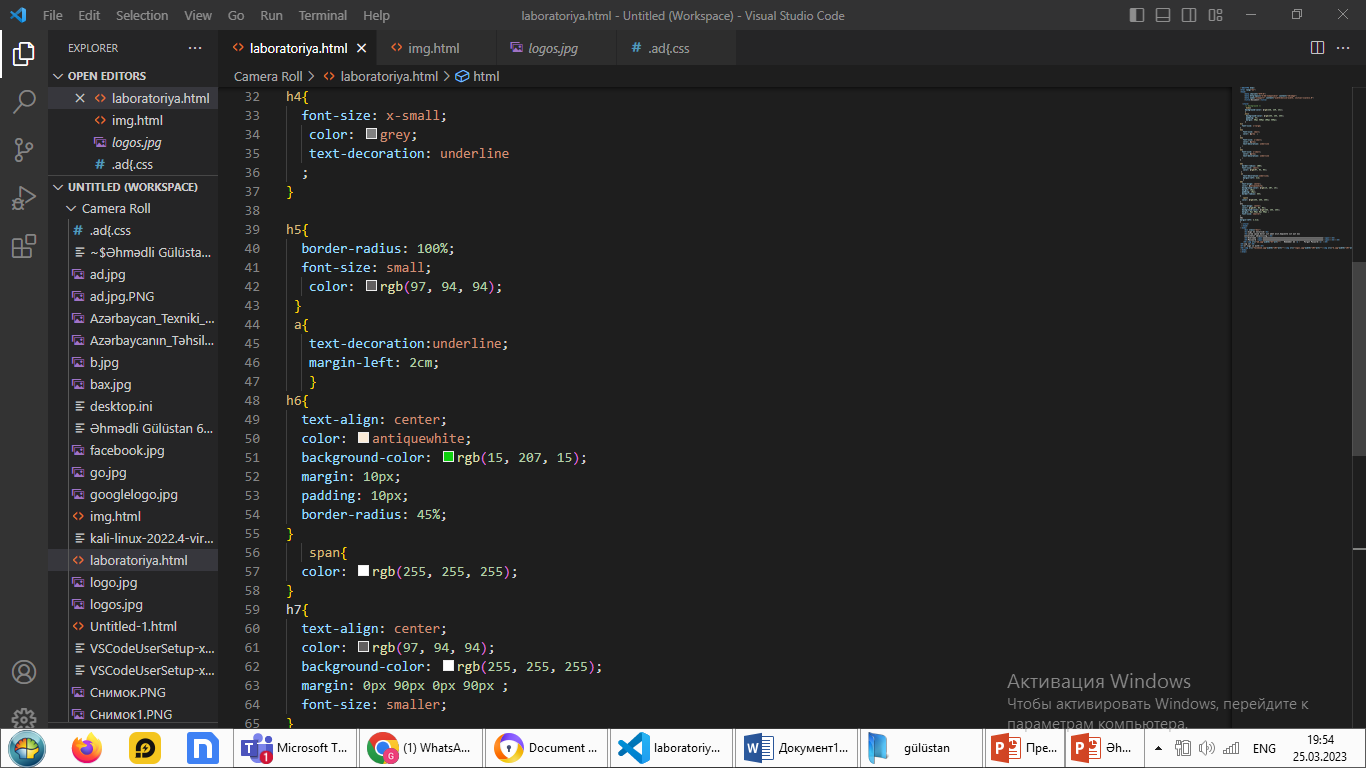 File Edit Selection View Go Run Terminal Help laboratoriya.html - Untitled (Workspace) - Visual Studio Code
EXPLORER ···
laboratoriya.html img.html logos.jpg .ad{.css
Camera Roll > laboratoriya.html > html
OPEN EDITORS
laboratoriya.html
img.html
logos.jpg
.ad{.css
UNTITLED (WORKSPACE)
Camera Roll
.ad{.css
~$Əhmədli Gülüsta...
ad.jpg
ad.jpg.PNG
Azərbaycan_Texniki_...
Azərbaycanın_Təhsil...
b.jpg
bax.jpg
desktop.ini
Əhmədli Gülüstan 6...
facebook.jpg
go.jpg
googlelogo.jpg
img.html
kali-linux-2022.4-vir...
laboratoriya.html
logo.jpg
logos.jpg
Untitled-1.html
VSCodeUserSetup-x...
VSCodeUserSetup-x...
Снимок.PNG
Снимок1.PNG
32 h4{
33 font-size: x-small;
34 color: grey;
35 text-decoration: underline
36 ;
37 }
38
39 h5{
40 border-radius: 100%;
41 font-size: small;
42 color: rgb(97, 94, 94);
43 }
44 a{
45 text-decoration:underline;
46 margin-left: 2cm;
47 }
48 h6{
49 text-align: center;
50 color: antiquewhite;
51 background-color: rgb(15, 207, 15);
52 margin: 10px;
53 padding: 10px;
54 border-radius: 45%;
55 }
56 span{
57 color: rgb(255, 255, 255);
58 }
59 h7{
60 text-align: center;
61 color: rgb(97, 94, 94);
62 background-color: rgb(255, 255, 255);
63 margin: 0px 90px 0px 90px ;
64 font-size: smaller;
65 }
Активация Windows
Чтобы активировать Windows, перейдите к
параметрам компьютера.
Microsoft T... (1) WhatsA... Document ... laboratoriy... Документ1... gülüstan Пре... Əh... ENG 19:54
25.03.2023